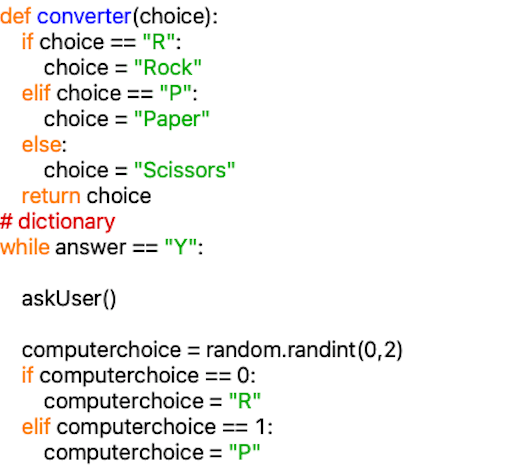 def converter(choice):
if choice == "R":
choice = "Rock"
elif choice == "P":
choice = "Paper"
else:
choice = "Scissors"
return choice
# dictionary
while answer == "Y":
askUser()
computerchoice = random.randint(0,2)
if computerchoice == 0:
computerchoice = "R"
elif computerchoice == 1:
computerchoice = "P"